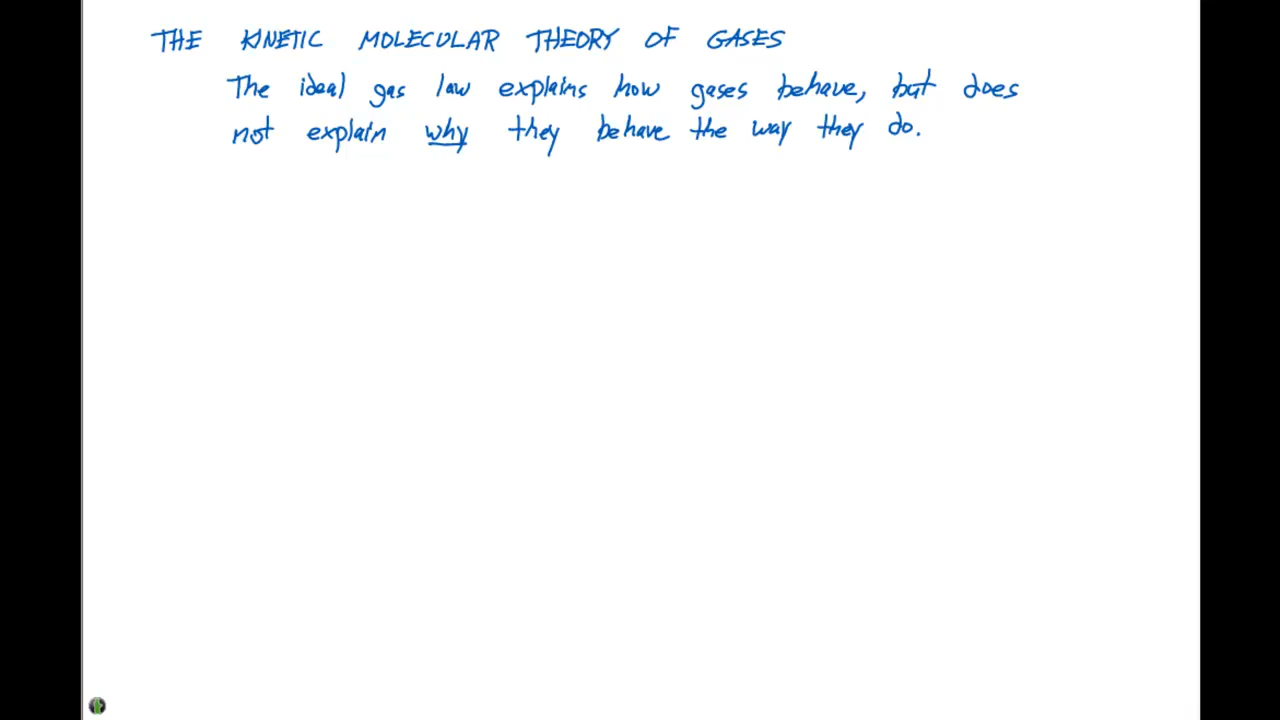 THE KINETIC MOLECULAR THEORY OF GASES
The ideal gas law explains how gases behave, but does
not explain why they behave the way they do.